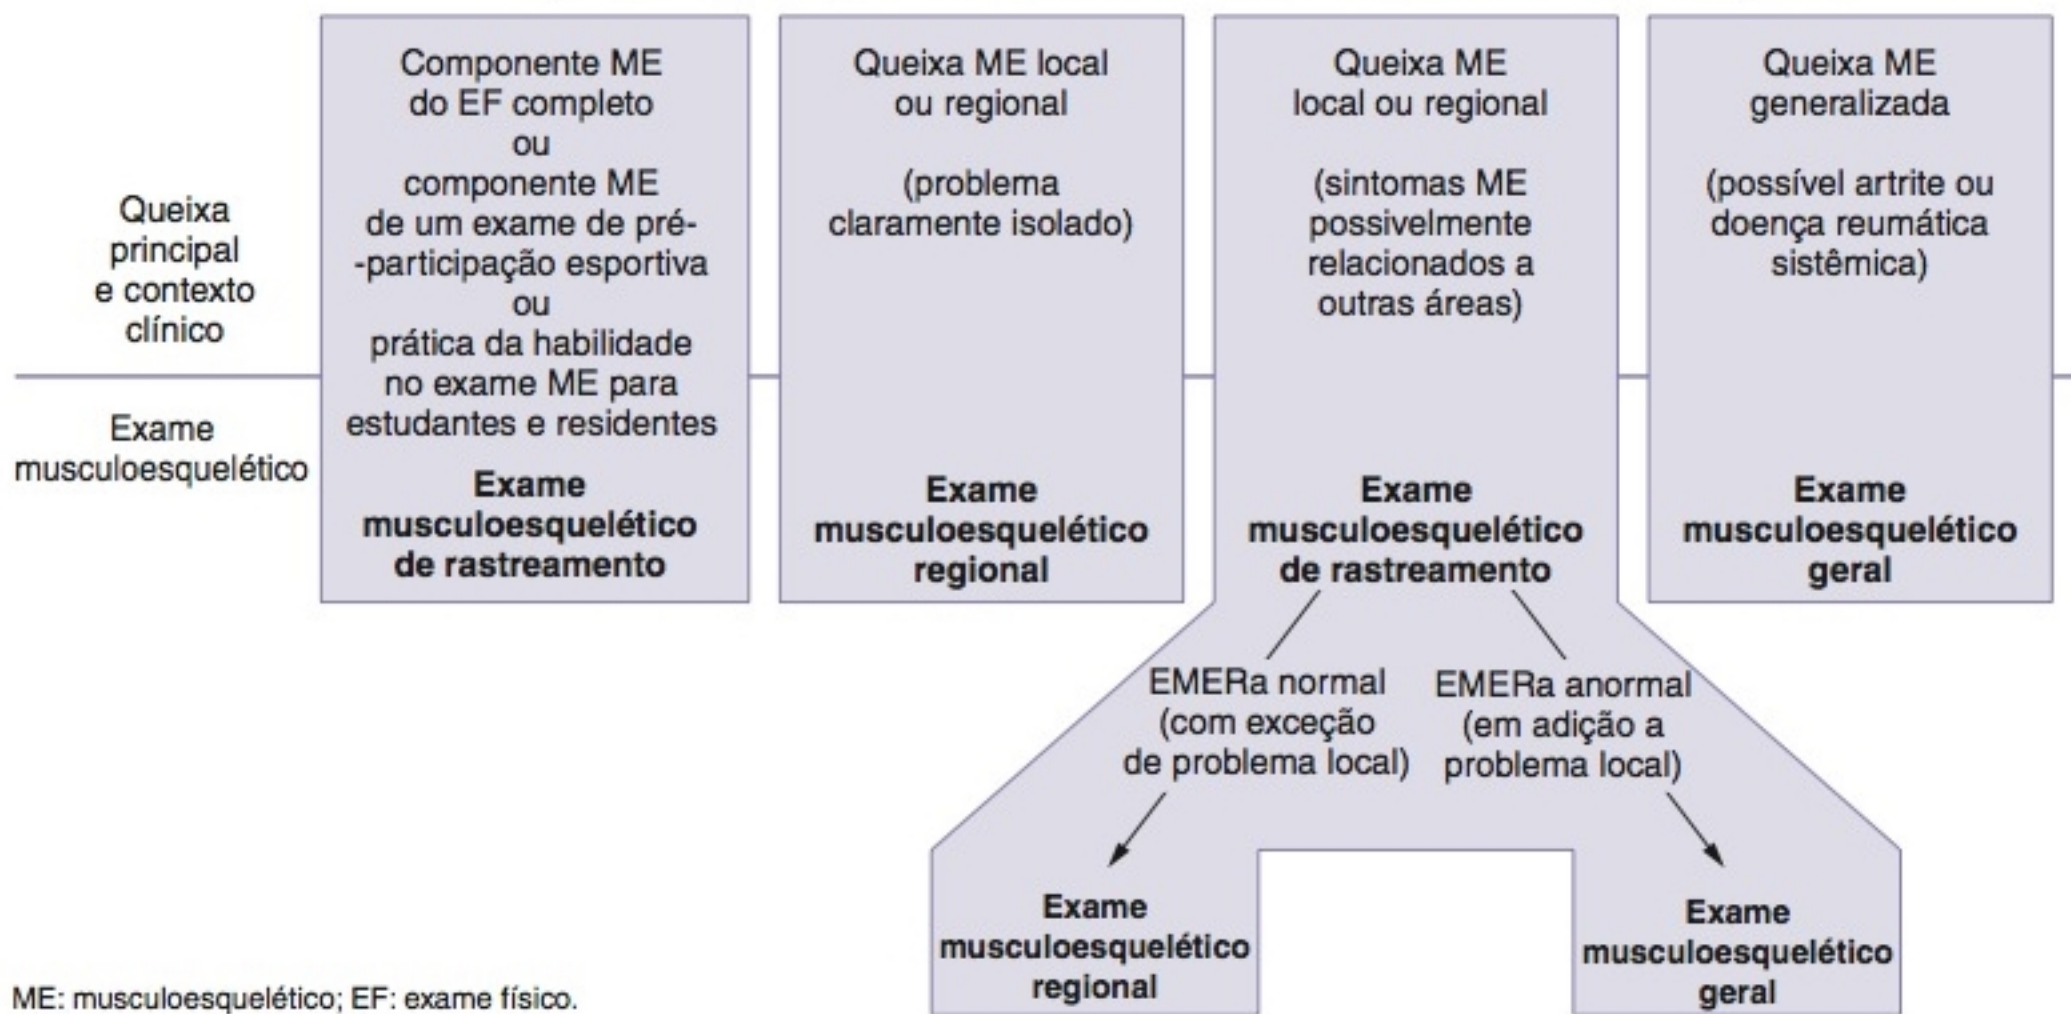 Queixa
principal
e contexto
clínico
Exame
musculoesquelético
Componente ME
do EF completo
ou
componente ME
de um exame de pré-
-participação esportiva
ou
prática da habilidade
no exame ME para
estudantes e residentes
Exame
musculoesquelético
de rastreamento
Queixa ME local
ou regional
(problema
claramente isolado)
Exame
musculoesquelético
regional
Queixa ME
local ou regional
(sintomas ME
possivelmente
relacionados a
outras áreas)
Exame
musculoesquelético
de rastreamento
EMERa normal
(com exceção
de problema local)
EMERa anormal
(em adição a
problema local)
Exame
musculoesquelético
regional
Exame
musculoesquelético
geral
Queixa ME
generalizada
(possível artrite ou
doença reumática
sistêmica)
Exame
musculoesquelético
geral
ME: musculoesquelético; EF: exame físico.